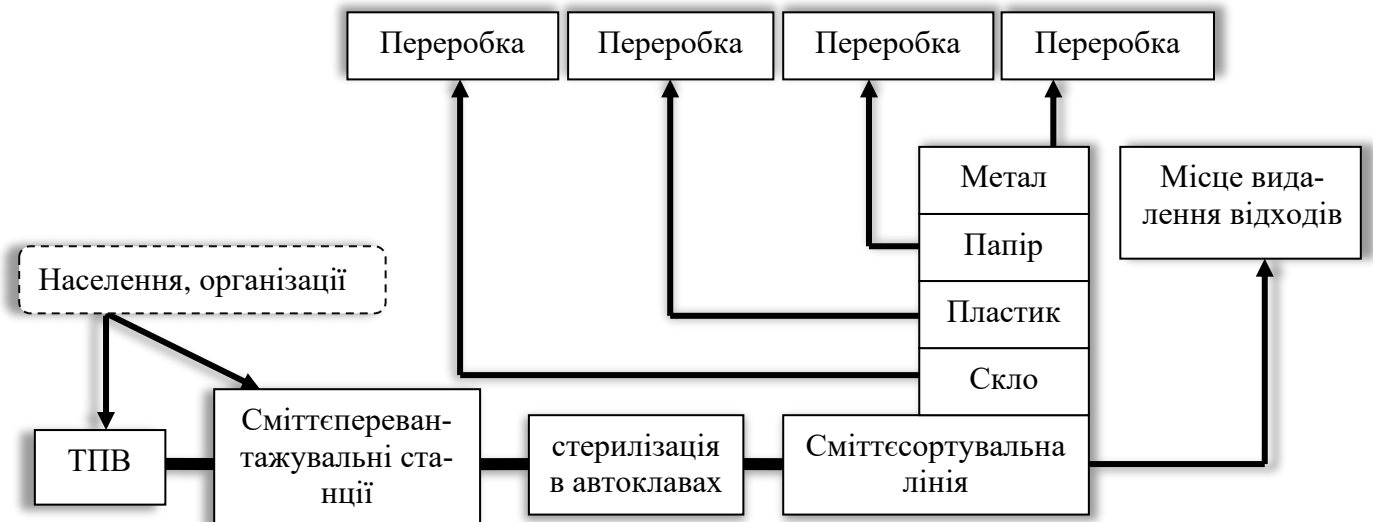 Переробка
Переробка
Переробка
Переробка
Метал
Місце вида-
лення відходів
Папір
Населення, організації
Пластик
Скло
ТПВ
Сміттєпереван-
тажувальні ста-
нції
стерилізація
в автоклавах
Сміттєсортувальна
лінія